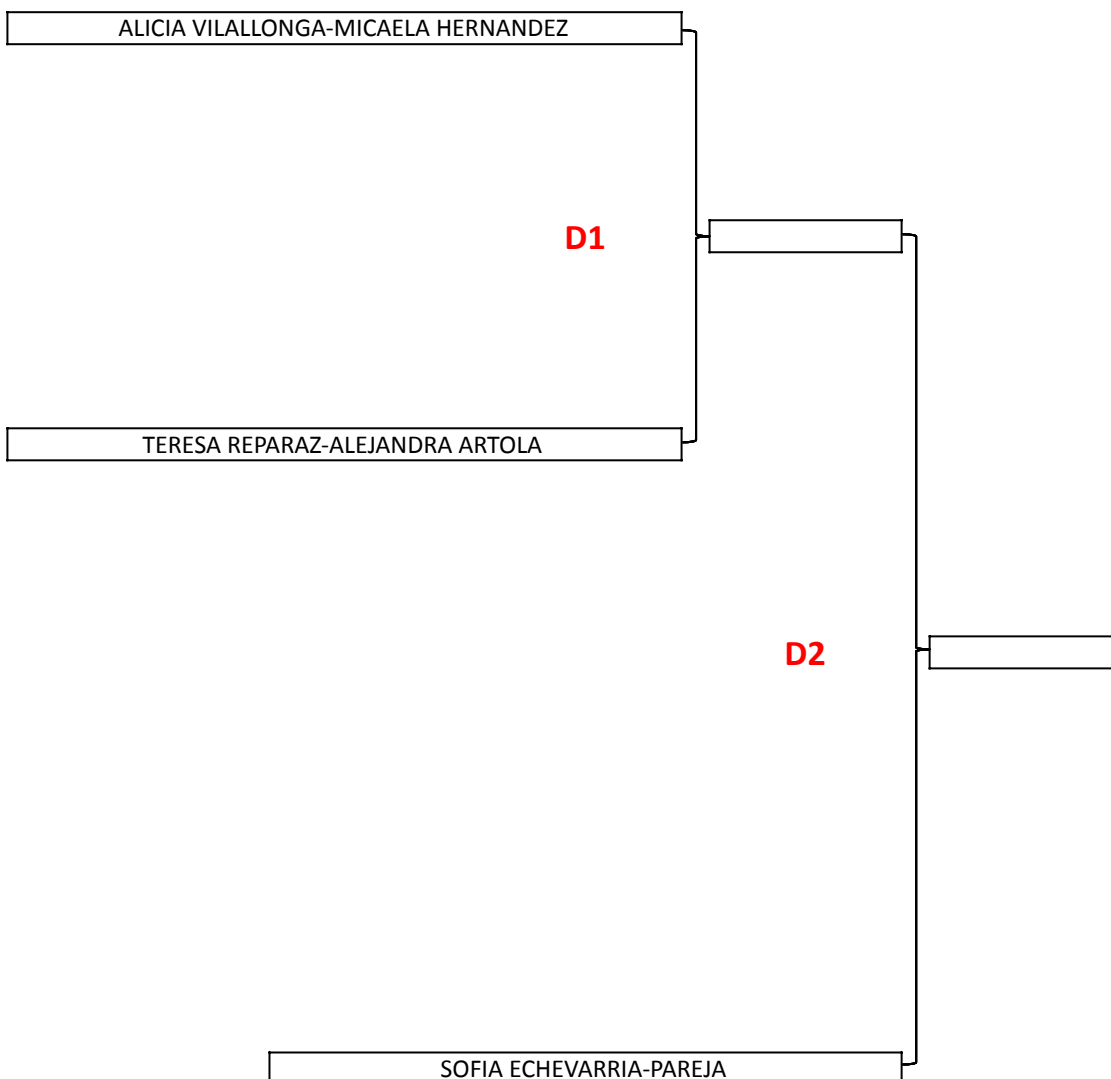 ALICIA VILALLONGA-MICAELA HERNANDEZ
D1
TERESA REPARAZ-ALEJANDRA ARTOLA
D2
SOFIA ECHEVARRIA-PAREJA